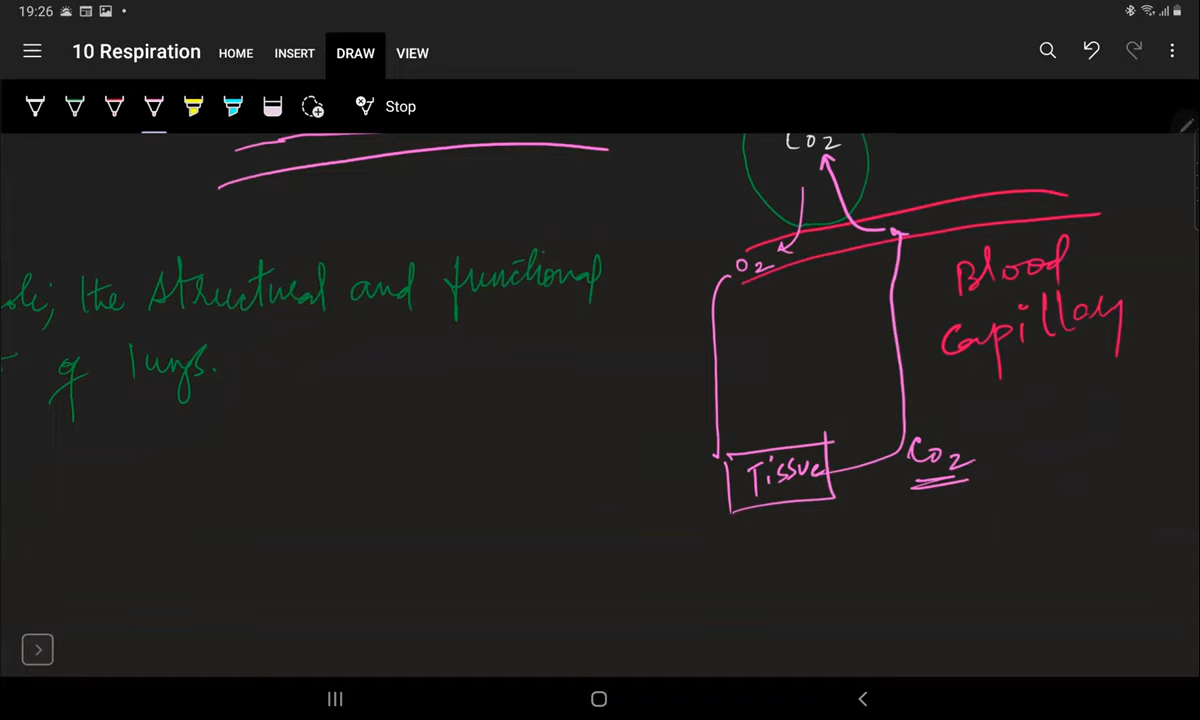 19:26
10 Respiration HOME INSERT DRAW VIEW
Stop
CO2
O2
the structural and functional
of lungs.
Blood
Capillary
Tissue
CO2